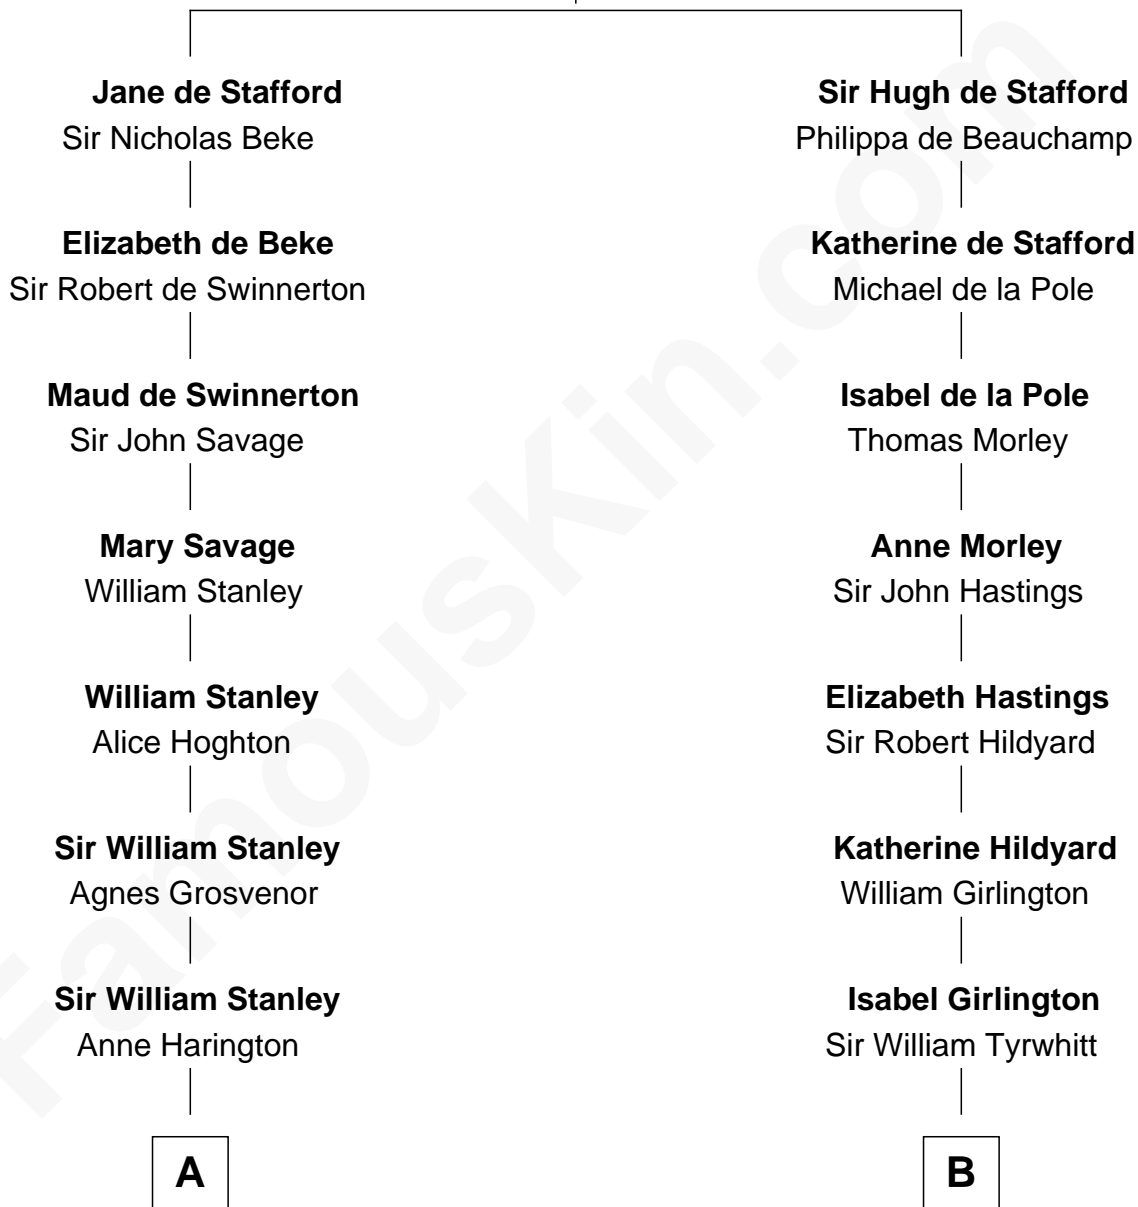 Jane de Stafford
Sir Nicholas Beke
Elizabeth de Beke
Sir Robert de Swinnerton
Maud de Swinnerton
Sir John Savage
Mary Savage
William Stanley
William Stanley
Alice Hoghton
Sir William Stanley
Agnes Grosvenor
Sir William Stanley
Anne Harington
A
Sir Hugh de Stafford
Philippa de Beauchamp
Katherine de Stafford
Michael de la Pole
Isabel de la Pole
Thomas Morley
Anne Morley
Sir John Hastings
Elizabeth Hastings
Sir Robert Hildyard
Katherine Hildyard
William Girlington
Isabel Girlington
Sir William Tyrwhitt
B
FamousKin.com